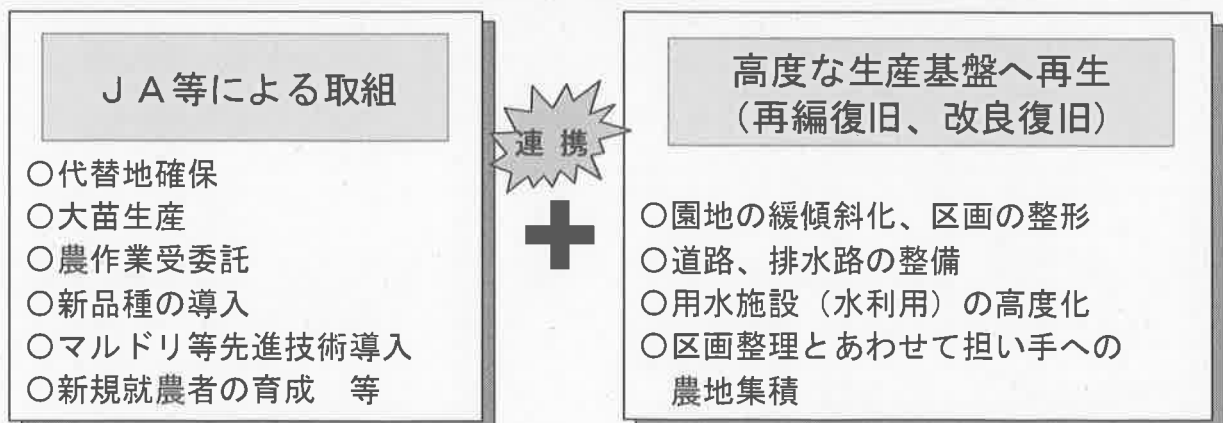 JA等による取組
○代替地確保
○大苗生産
○農作業受委託
○新品種の導入
○マルドリ等先進技術導入
○新規就農者の育成　等
連携
高度な生産基盤へ再生
（再編復旧、改良復旧）
○園地の緩傾斜化、区画の整形
○道路、排水路の整備
○用水施設（水利用）の高度化
○区画整理とあわせて担い手への
農地集積